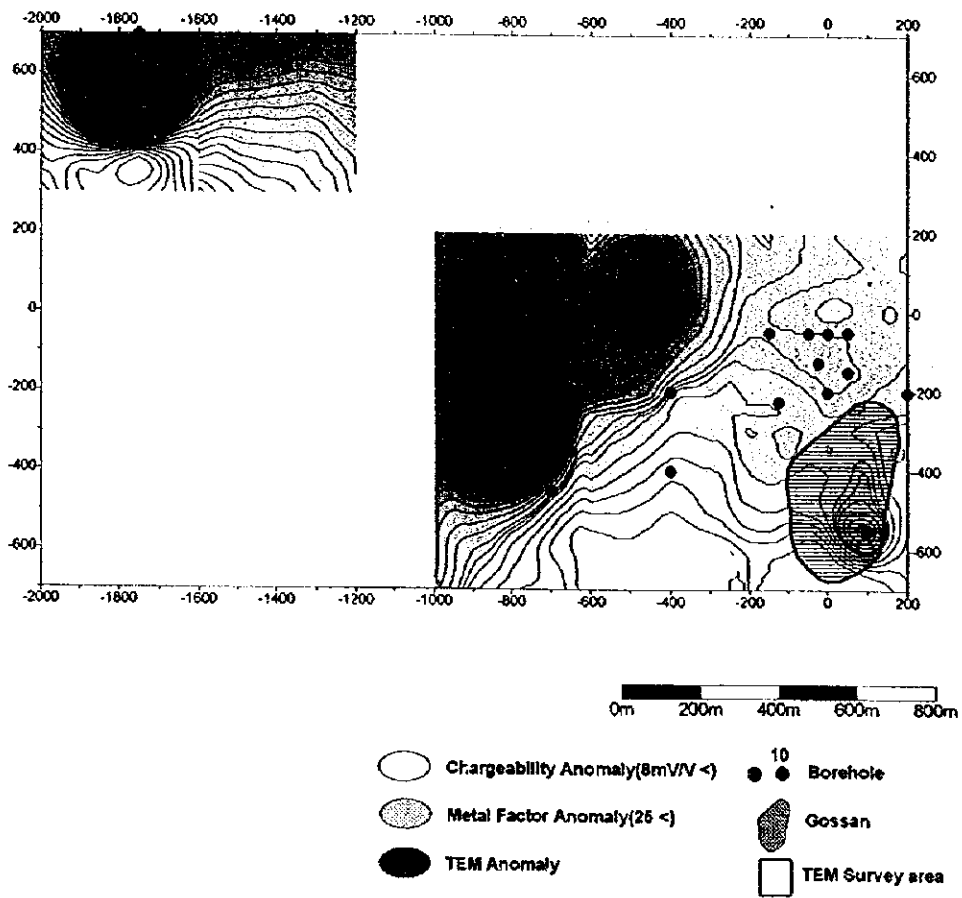 -2000 -1800 -1600 -1400 -1200 -1000 -800 -600 -400 -200 0 200
600 600
400 400
200 200
0 0
-200 -200
-400 -400
-600 -600
-2000 -1800 -1600 -1400 -1200 -1000 -800 -600 -400 -200 0 200
0m 200m 400m 600m 800m
Chargeability Anomaly(8mV/V <)
10
Borehole
Metal Factor Anomaly(25 <)
Gossan
TEM Anomaly
TEM Survey area